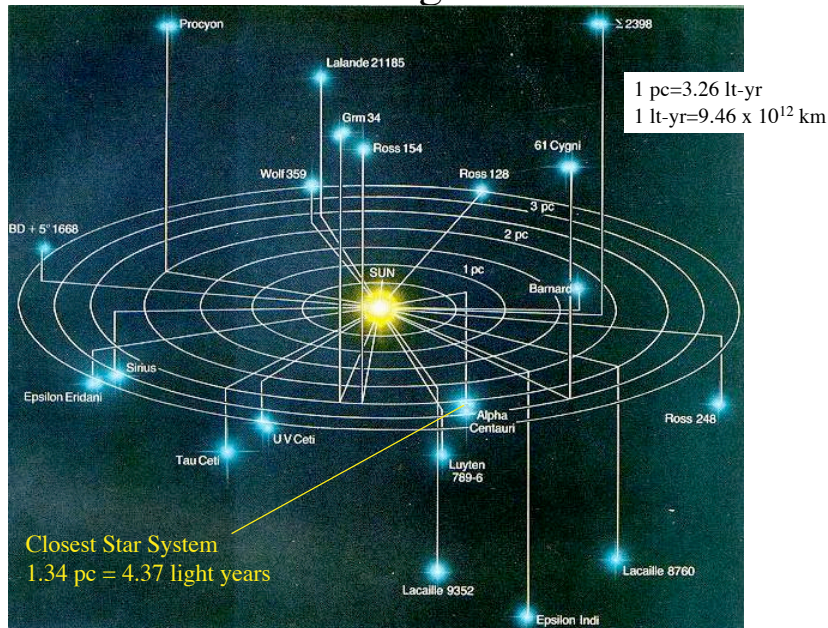 Procyon
Σ2398
Lalande 21185
1 pc=3.26 lt-yr
1 lt-yr=9.46 x 10¹² km
Grm 34
Ross 154
61 Cygni
Wolf 359
Ross 128
3 pc
BD + 5° 1668
2 pc
1 pc
SUN
Barnard
Sirius
Epsilon Eridani
Alpha
Centauri
Ross 248
UV Ceti
Tau Ceti
Luyten
789-6
Closest Star System
1.34 pc = 4.37 light years
Lacaille 8760
Lacaille 9352
Epsilon Indi